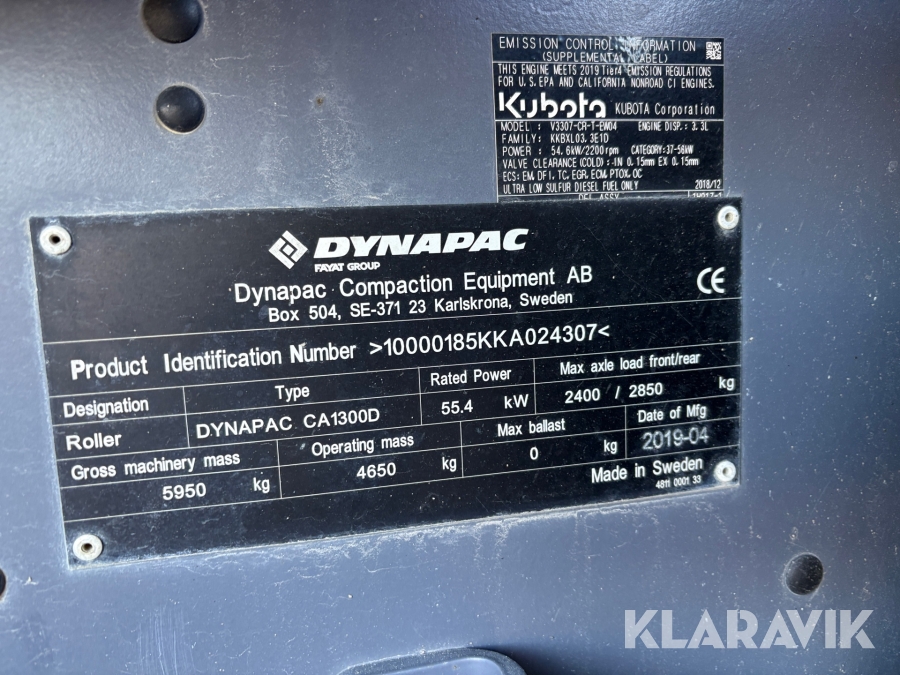 EMISSION CONTROL INFORMATION
(SUPPLEMENTAL LABEL)
THIS ENGINE MEETS 2019 Tier4 EMISSION REGULATIONS
FOR U.S. EPA AND CALIFORNIA NONROAD CI ENGINES.
Kubota KUBOTA Corporation
MODEL : V3307-CR-T-EW04 ENGINE DISP.: 3.3L
FAMILY: KKBXL03.3E1D
POWER : 54.6kW/2200rpm CATEGORY:37-56kW
VALVE CLEARANCE (COLD) :-IN 0.15mm EX 0.15mm
ECS: EM, DFI, TC, EGR, ECM, PTOX, OC
ULTRA LOW SULFUR DIESEL FUEL ONLY 2018/12
DYNAPAC
FAYAT GROUP
Dynapac Compaction Equipment AB
Box 504, SE-371 23 Karlskrona, Sweden
CE
Product Identification Number >10000185KKA024307<
Designation Type Rated Power Max axle load front/rear
Roller DYNAPAC CA1300D 55.4 kW 2400 / 2850 kg
Gross machinery mass Operating mass Max ballast Date of Mfg
5950 kg 4650 kg 0 kg 2019-04
Made in Sweden
4811 0001 33
KLARAVIK